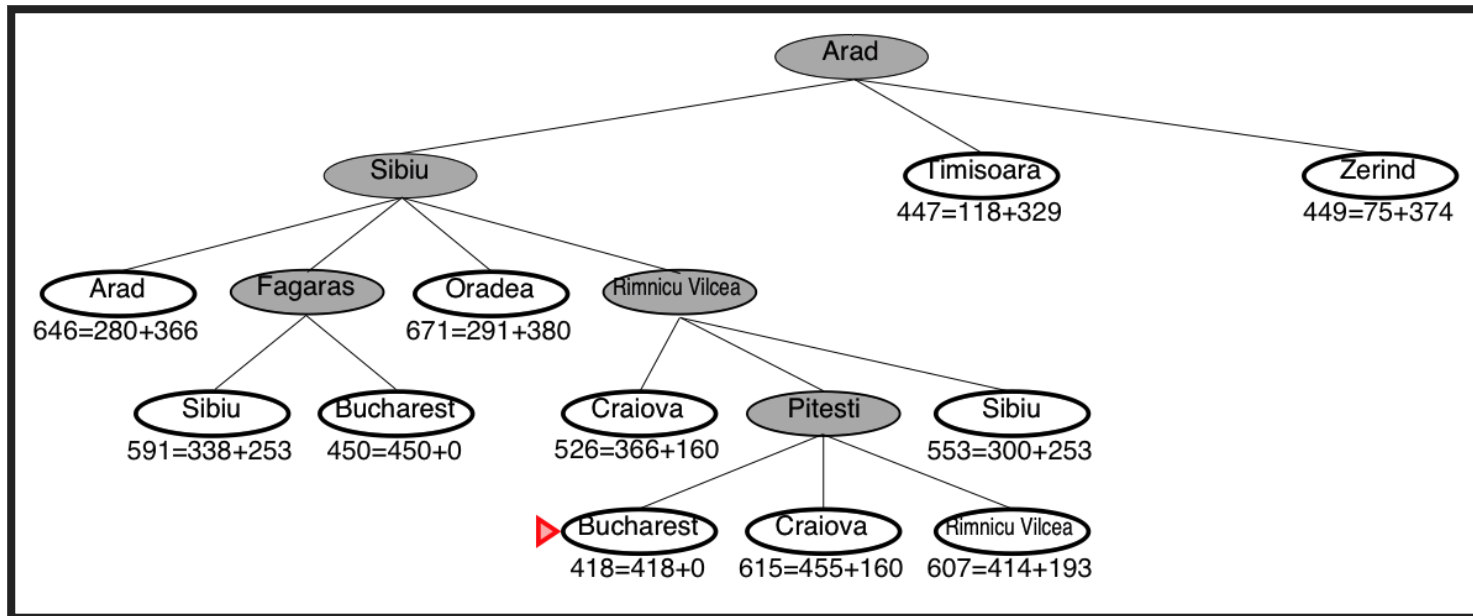 Arad
Sibiu
Timisoara
Zerind
447=118+329
449=75+374
Arad
Fagaras
Oradea
Rimnicu Vilcea
646=280+366
671=291+380
Sibiu
Bucharest
Craiova
Pitesti
Sibiu
591=338+253
450=450+0
526=366+160
553=300+253
Bucharest
Craiova
Rimnicu Vilcea
418=418+0
615=455+160
607=414+193